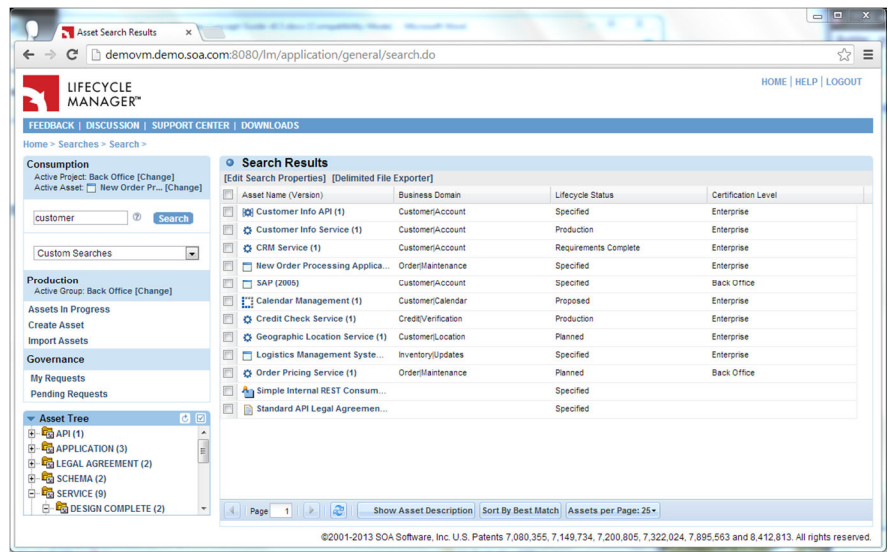 Asset Search Results
demovm.demo.soa.com:8080/lm/application/general/search.do
LIFECYCLE
MANAGER™
HOME | HELP | LOGOUT
FEEDBACK | DISCUSSION | SUPPORT CENTER | DOWNLOADS
Home > Searches > Search >
Consumption
Active Project: Back Office [Change]
Active Asset: New Order Pr... [Change]
customer
Search
Custom Searches
Production
Active Group: Back Office [Change]
Assets In Progress
Create Asset
Import Assets
Governance
My Requests
Pending Requests
Asset Tree
API (1)
APPLICATION (3)
LEGAL AGREEMENT (2)
SCHEMA (2)
SERVICE (9)
DESIGN COMPLETE (2)
Search Results
[Edit Search Properties] [Delimited File Exporter]
Asset Name (Version) Business Domain Lifecycle Status Certification Level
Customer Info API (1) Customer|Account Specified Enterprise
Customer Info Service (1) Customer|Account Production Enterprise
CRM Service (1) Customer|Account Requirements Complete Enterprise
New Order Processing Applica... Order|Maintenance Specified Enterprise
SAP (2005) Customer|Account Specified Back Office
Calendar Management (1) Customer|Calendar Proposed Enterprise
Credit Check Service (1) Credit|Verification Production Enterprise
Geographic Location Service (1) Customer|Location Planned Enterprise
Logistics Management Syste... Inventory|Updates Specified Enterprise
Order Pricing Service (1) Order|Maintenance Planned Back Office
Simple Internal REST Consum... Specified
Standard API Legal Agreemen... Specified
Page 1 Show Asset Description Sort By Best Match Assets per Page: 25
©2001-2013 SOA Software, Inc. U.S. Patents 7,080,355, 7,149,734, 7,200,805, 7,322,024, 7,895,563 and 8,412,813. All rights reserved.